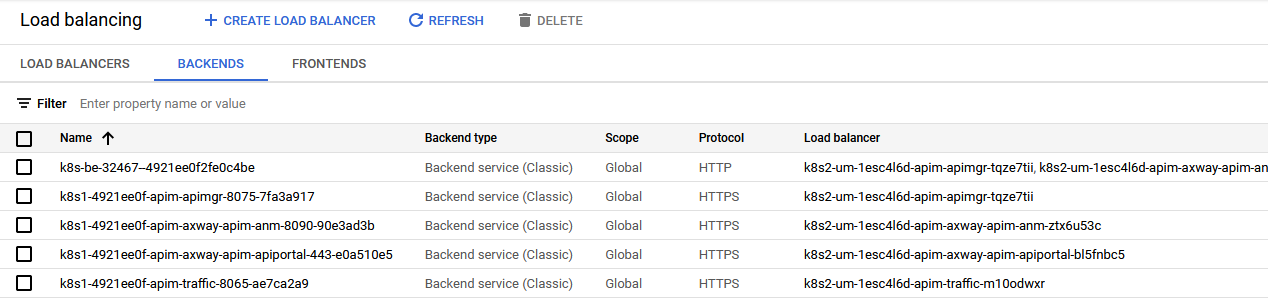 Load balancing CREATE LOAD BALANCER REFRESH DELETE
LOAD BALANCERS BACKENDS FRONTENDS
Filter Enter property name or value
Name Backend type Scope Protocol Load balancer
k8s-be-32467--4921ee0f2fe0c4be Backend service (Classic) Global HTTP k8s2-um-1esc4l6d-apim-apimgr-tqze7tii, k8s2-um-1esc4l6d-apim-axway-apim-an
k8s1-4921ee0f-apim-apimgr-8075-7fa3a917 Backend service (Classic) Global HTTPS k8s2-um-1esc4l6d-apim-apimgr-tqze7tii
k8s1-4921ee0f-apim-axway-apim-anm-8090-90e3ad3b Backend service (Classic) Global HTTPS k8s2-um-1esc4l6d-apim-axway-apim-anm-ztx6u53c
k8s1-4921ee0f-apim-axway-apim-apiportal-443-e0a510e5 Backend service (Classic) Global HTTPS k8s2-um-1esc4l6d-apim-axway-apim-apiportal-bl5fnbc5
k8s1-4921ee0f-apim-traffic-8065-ae7ca2a9 Backend service (Classic) Global HTTPS k8s2-um-1esc4l6d-apim-traffic-m10odwxr